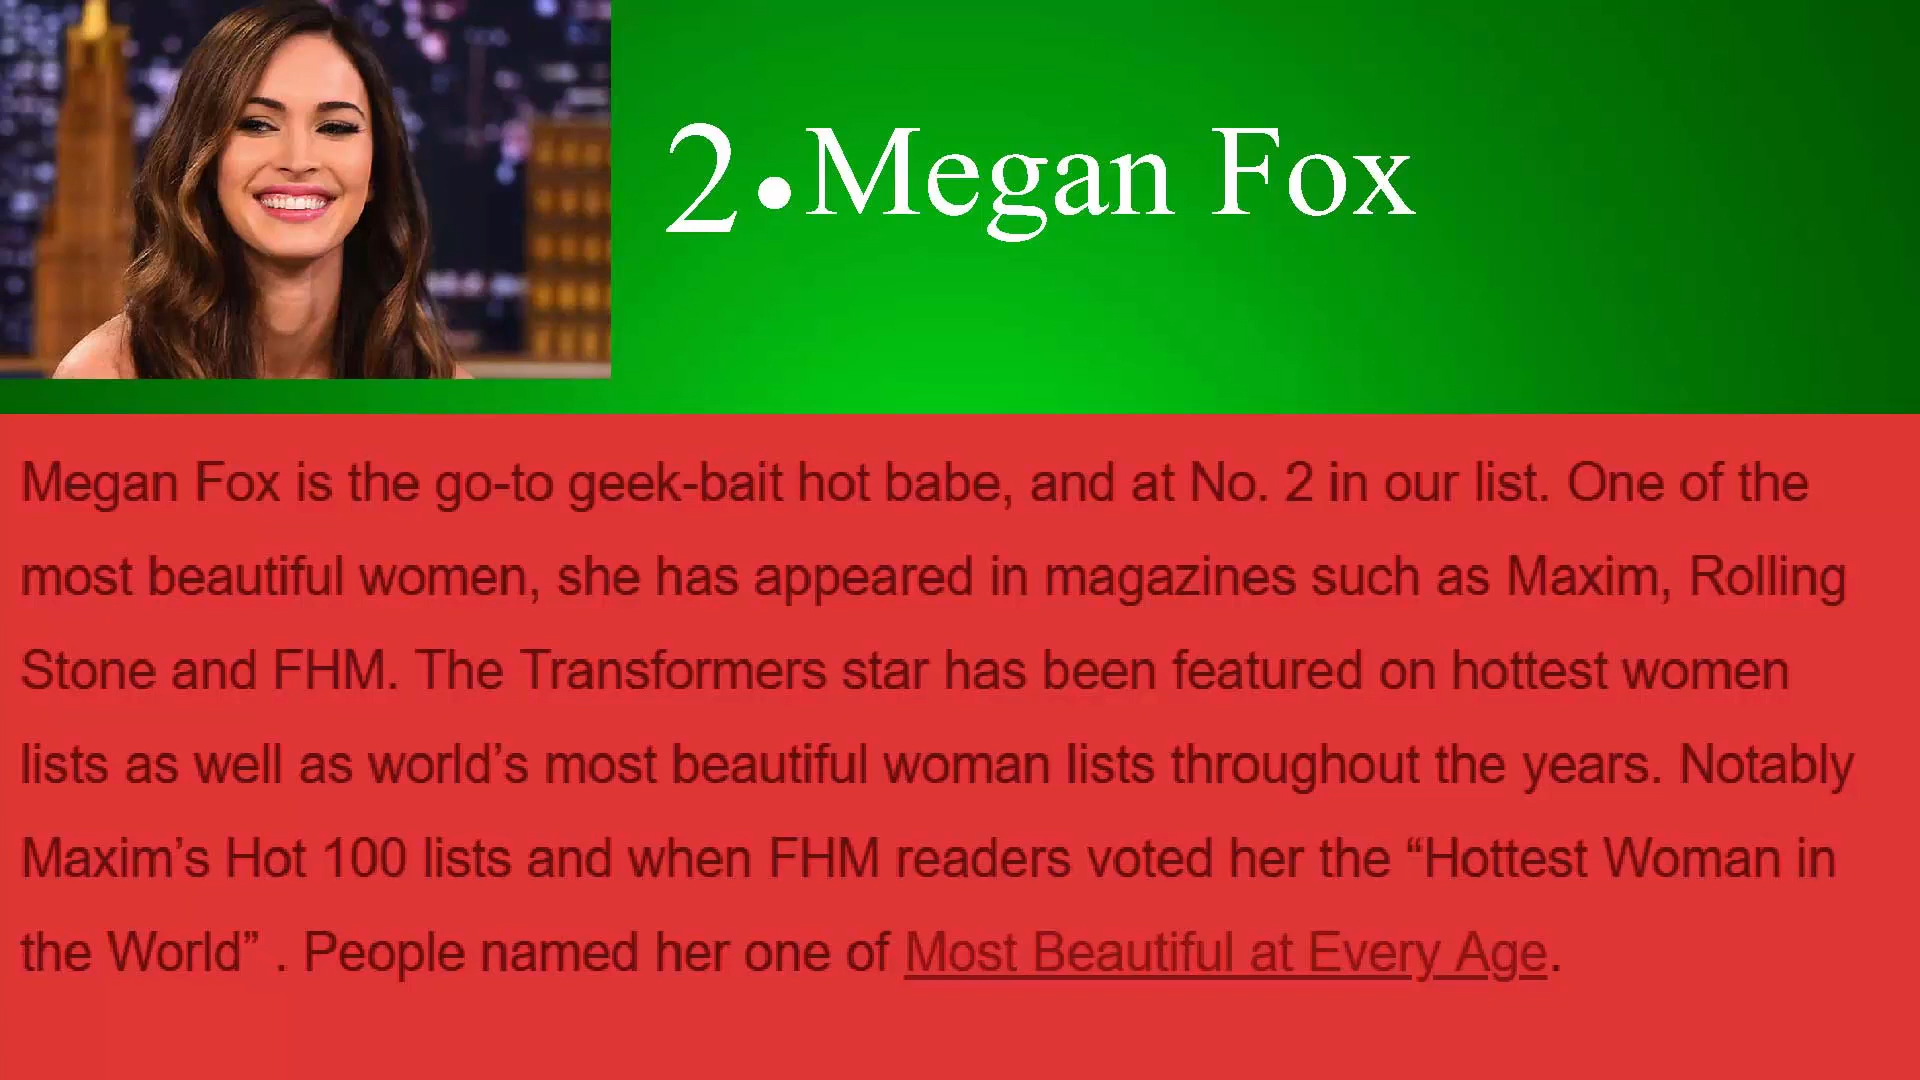 2.Megan Fox
Megan Fox is the go-to geek-bait hot babe, and at No. 2 in our list. One of the
most beautiful women, she has appeared in magazines such as Maxim, Rolling
Stone and FHM. The Transformers star has been featured on hottest women
lists as well as world’s most beautiful woman lists throughout the years. Notably
Maxim’s Hot 100 lists and when FHM readers voted her the “Hottest Woman in
the World” . People named her one of Most Beautiful at Every Age.